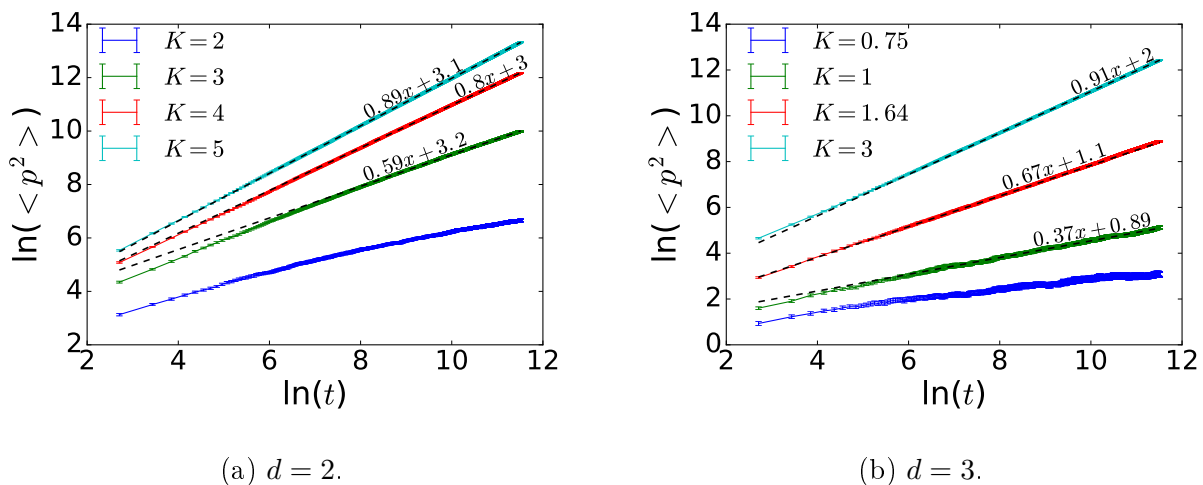 14
12
10
8
6
4
2
2 4 6 8 10 12
ln(< p² >)
ln(t)
K = 2
K = 3
K = 4
K = 5
0.89x + 3.1
0.8x + 3
0.59x + 3.2
(a) d = 2.
14
12
10
8
6
4
2
0
2 4 6 8 10 12
ln(< p² >)
ln(t)
K = 0.75
K = 1
K = 1.64
K = 3
0.91x + 2
0.67x + 1.1
0.37x + 0.89
(b) d = 3.